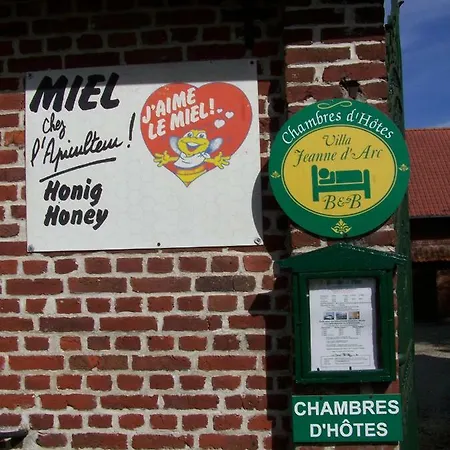 MIEL
Chez
l'Apiculteur!
Honig
Honey
J'AIME
LE MIEL!
Chambres d'Hôtes
Villa
Jeanne d'Arc
B&B
CHAMBRES
D'HÔTES